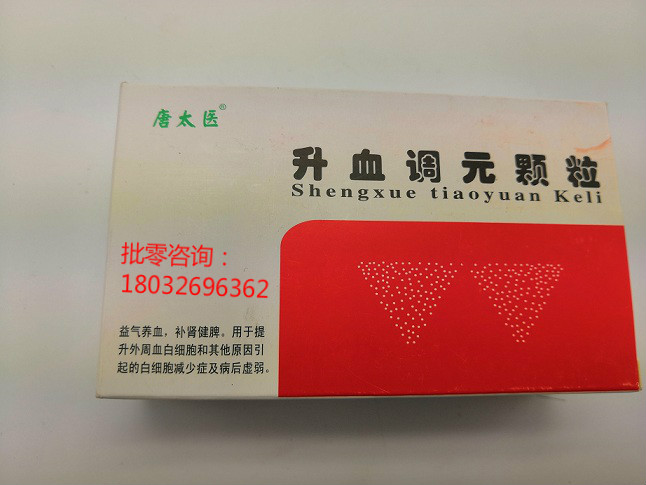 唐太医®
升血调元颗粒
Shengxue tiaoyuan Keli
批零咨询：
18032696362
益气养血，补肾健脾。用于提
升外周血白细胞和其他原因引
起的白细胞减少症及病后虚弱。